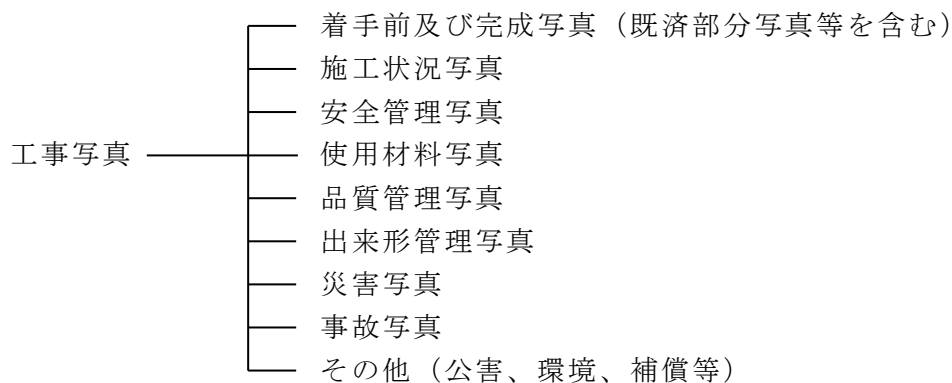 着手前及び完成写真（既済部分写真等を含む）
施工状況写真
安全管理写真
工事写真
使用材料写真
品質管理写真
出来形管理写真
災害写真
事故写真
その他（公害、環境、補償等）